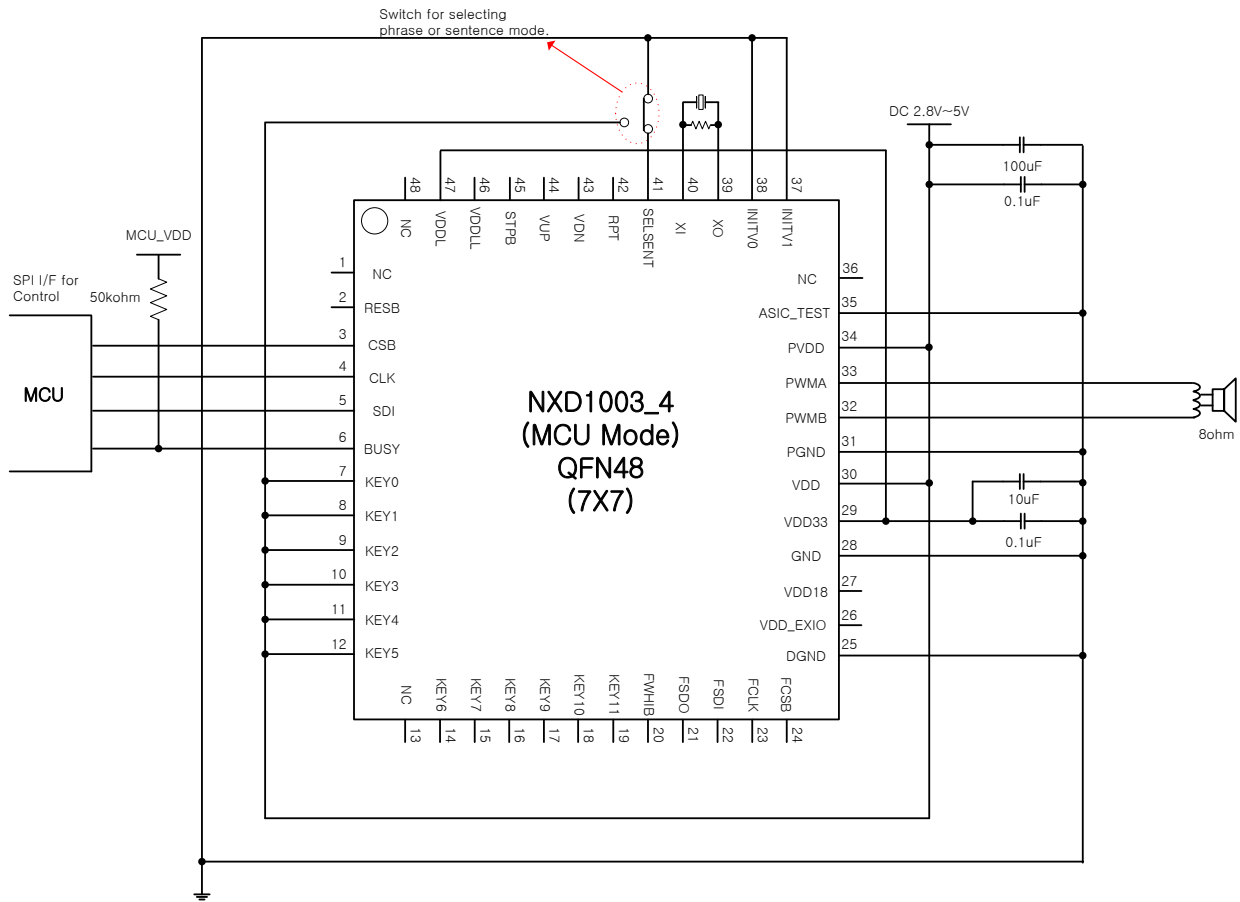 Switch for selecting
phrase or sentence mode.
DC 2.8V~5V
100uF
0.1uF
48
47
46
45
44
43
42
41
40
39
38
37
NC
VDDL
VDDLL
STPB
VUP
VDN
RPT
SELSENT
XI
XO
INITV0
INITV1
MCU_VDD
50kohm
SPI I/F for
Control
MCU
1 NC
2 RESB
3 CSB
4 CLK
5 SDI
6 BUSY
7 KEY0
8 KEY1
9 KEY2
10 KEY3
11 KEY4
12 KEY5
NXD1003_4
(MCU Mode)
QFN48
(7X7)
NC 36
ASIC_TEST 35
PVDD 34
PWMA 33
PWMB 32
PGND 31
VDD 30
VDD33 29
GND 28
VDD18 27
VDD_EXIO 26
DGND 25
8ohm
10uF
0.1uF
NC
KEY6
KEY7
KEY8
KEY9
KEY10
KEY11
FWHIB
FSDO
FSDI
FCLK
FCSB
13
14
15
16
17
18
19
20
21
22
23
24